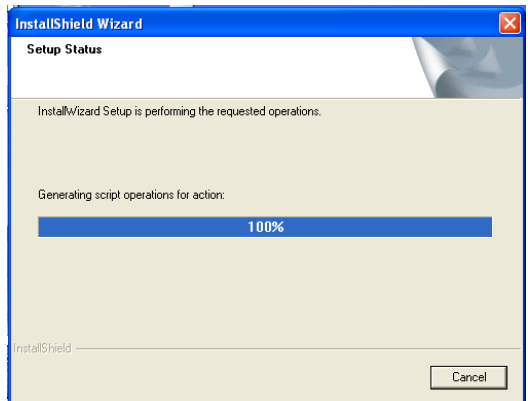 InstallShield Wizard
Setup Status
InstallWizard Setup is performing the requested operations.
Generating script operations for action:
100%
InstallShield
Cancel